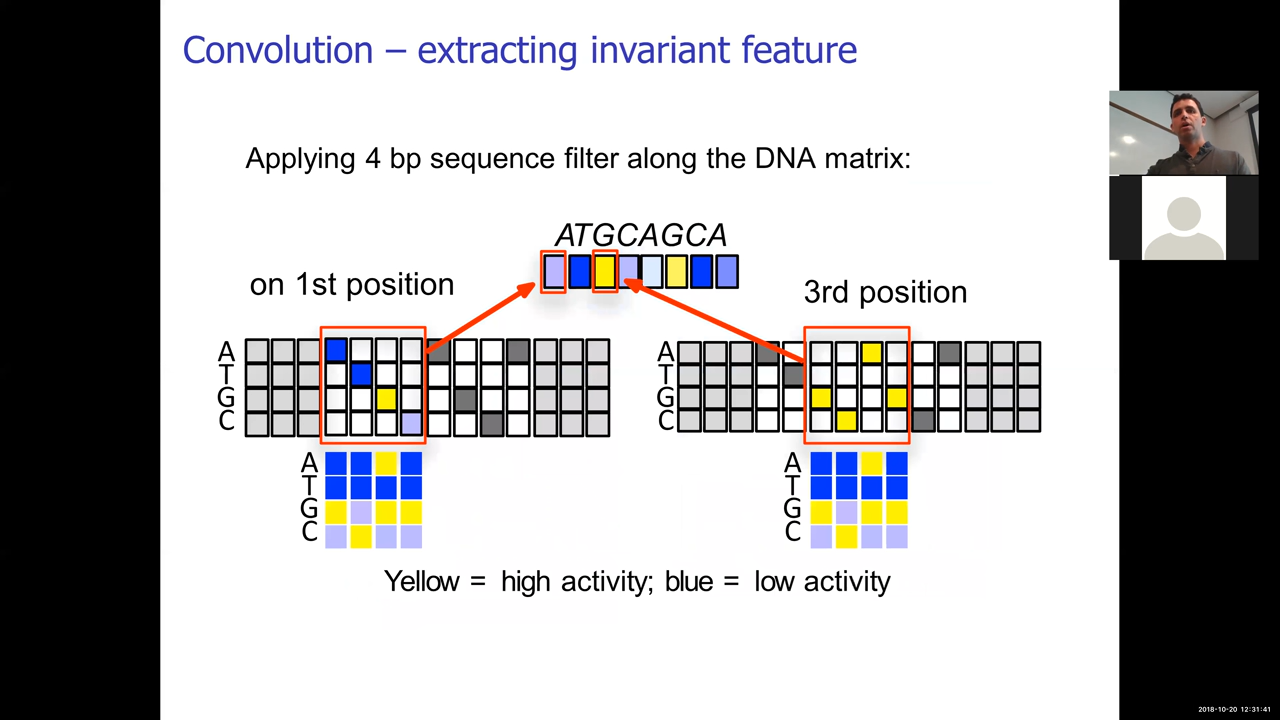 Convolution – extracting invariant feature
Applying 4 bp sequence filter along the DNA matrix:
ATGCAGCA
on 1st position
3rd position
A
T
G
C
A
T
G
C
A
T
G
C
A
T
G
C
Yellow = high activity; blue = low activity
2018-10-20 12:31:41